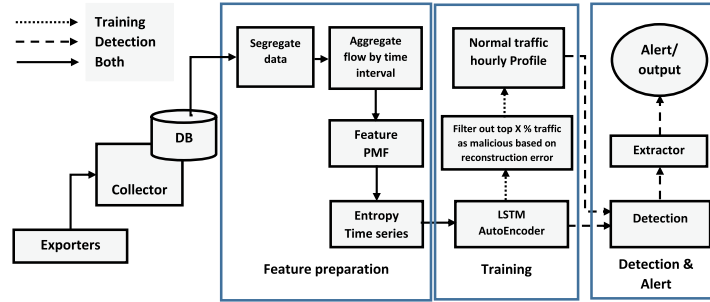 Training
Detection
Both
Exporters
Collector
DB
Segregate
data
Aggregate
flow by time
interval
Feature
PMF
Entropy
Time series
Feature preparation
Normal traffic
hourly Profile
Filter out top X % traffic
as malicious based on
reconstruction error
LSTM
AutoEncoder
Training
Alert/
output
Extractor
Detection
Detection &
Alert